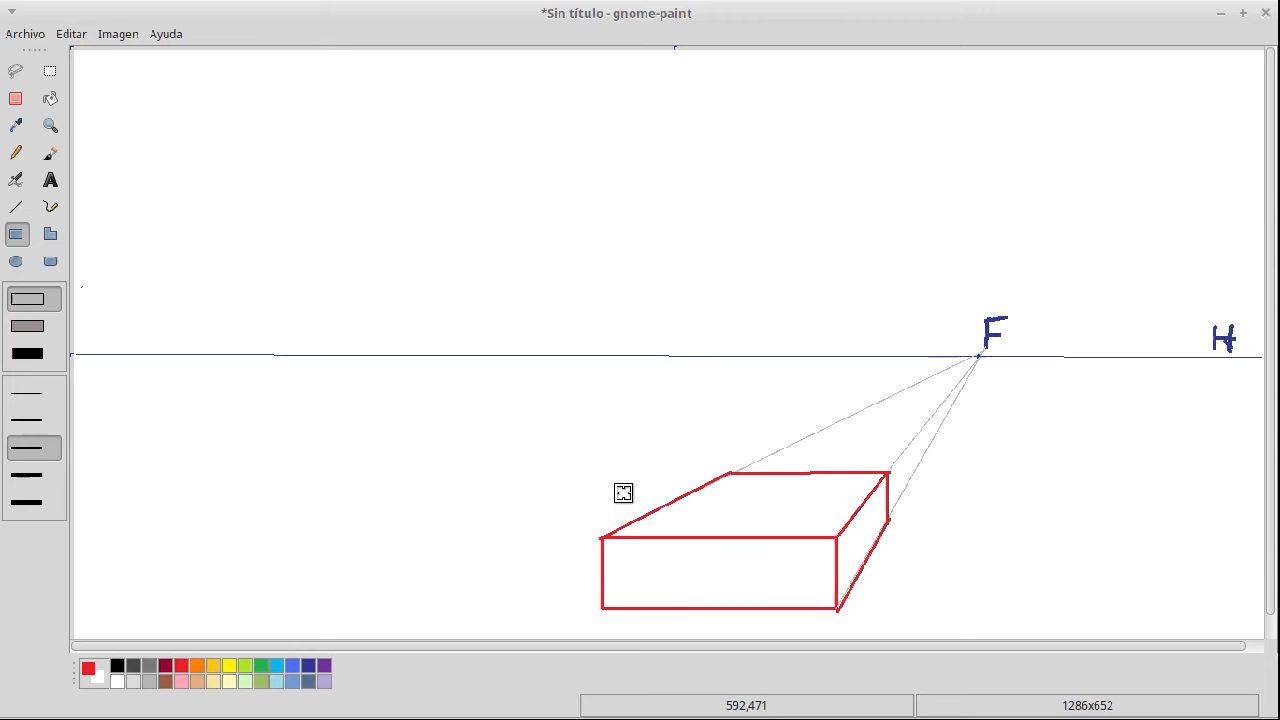 *Sin título - gnome-paint
Archivo Editar Imagen Ayuda
F
H
592,471
1286x652